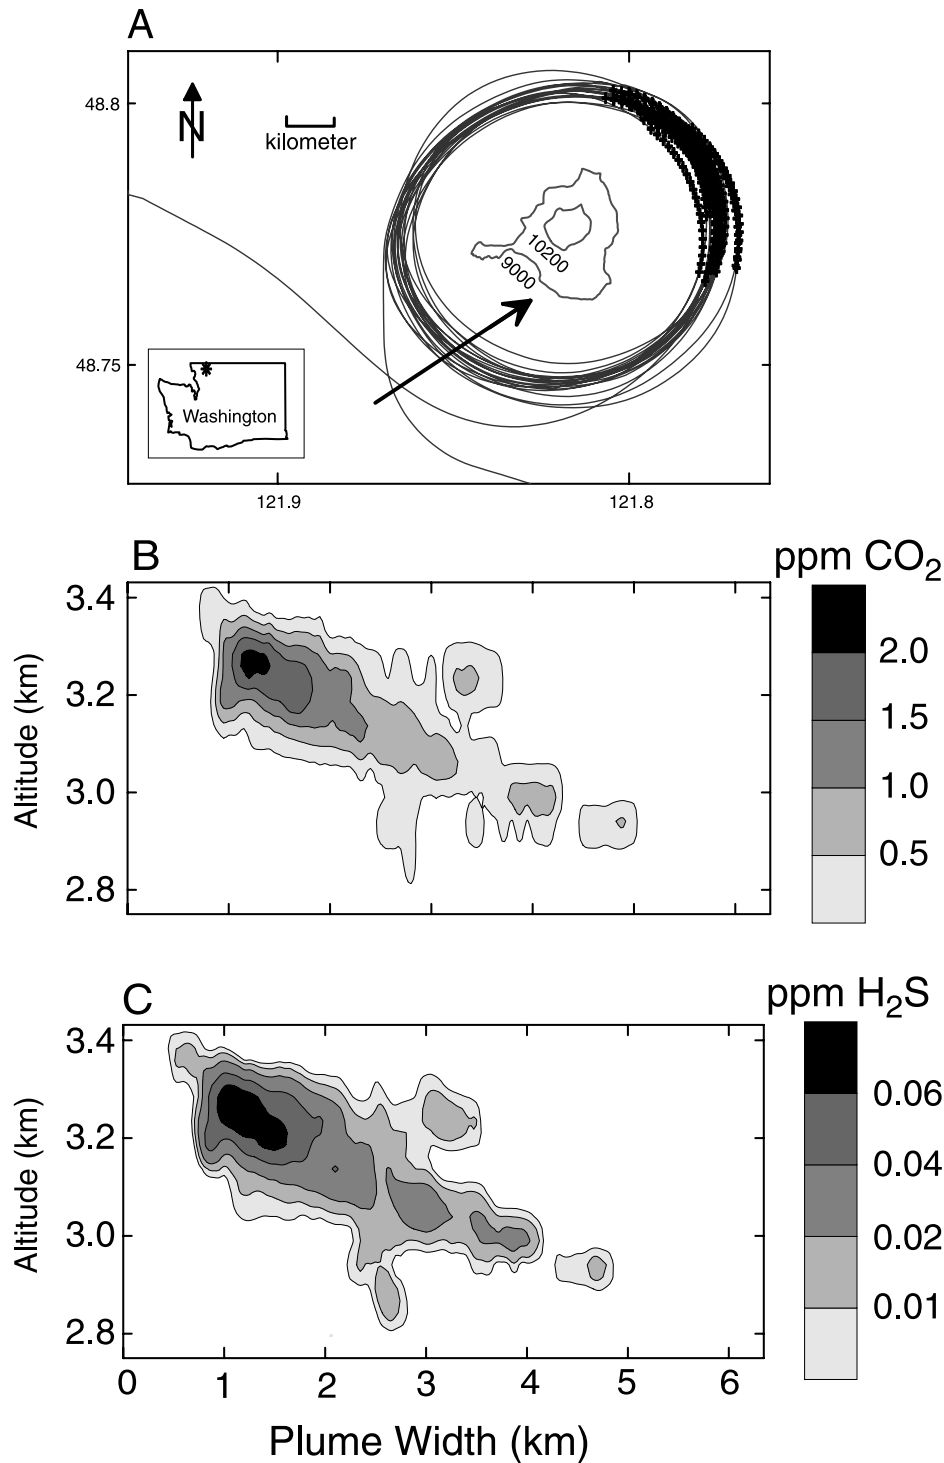 A
48.8
N
kilometer
10200
9000
48.75
Washington
121.9
121.8
B
ppm CO₂
3.4
3.2
3.0
2.8
Altitude (km)
2.0
1.5
1.0
0.5
C
ppm H₂S
3.4
3.2
3.0
2.8
Altitude (km)
0.06
0.04
0.02
0.01
0 1 2 3 4 5 6
Plume Width (km)